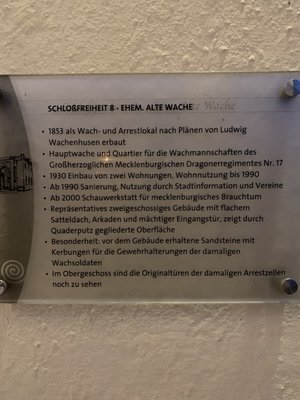 SCHLOßFREIHEIT 8 - EHEM. ALTE WACHE
• 1853 als Wach- und Arrestlokal nach Plänen von Ludwig
Wachenhusen erbaut
• Hauptwache und Quartier für die Wachmannschaften des
Großherzoglichen Mecklenburgischen Dragonerregimentes Nr. 17
• 1930 Einbau von zwei Wohnungen, Wohnnutzung bis 1990
• Ab 1990 Sanierung, Nutzung durch Stadtinformation und Vereine
• Ab 2000 Schauwerkstatt für mecklenburgisches Brauchtum
• Repräsentatives zweigeschossiges Gebäude mit flachem
Satteldach, Arkaden und mächtiger Eingangstür, zeigt durch
Quaderputz gegliederte Oberfläche
• Besonderheit: vor dem Gebäude erhaltene Sandsteine mit
Kerbungen für die Gewehrhalterungen der damaligen
Wachsoldaten
• Im Obergeschoss sind die Originaltüren der damaligen Arrestzellen
noch zu sehen